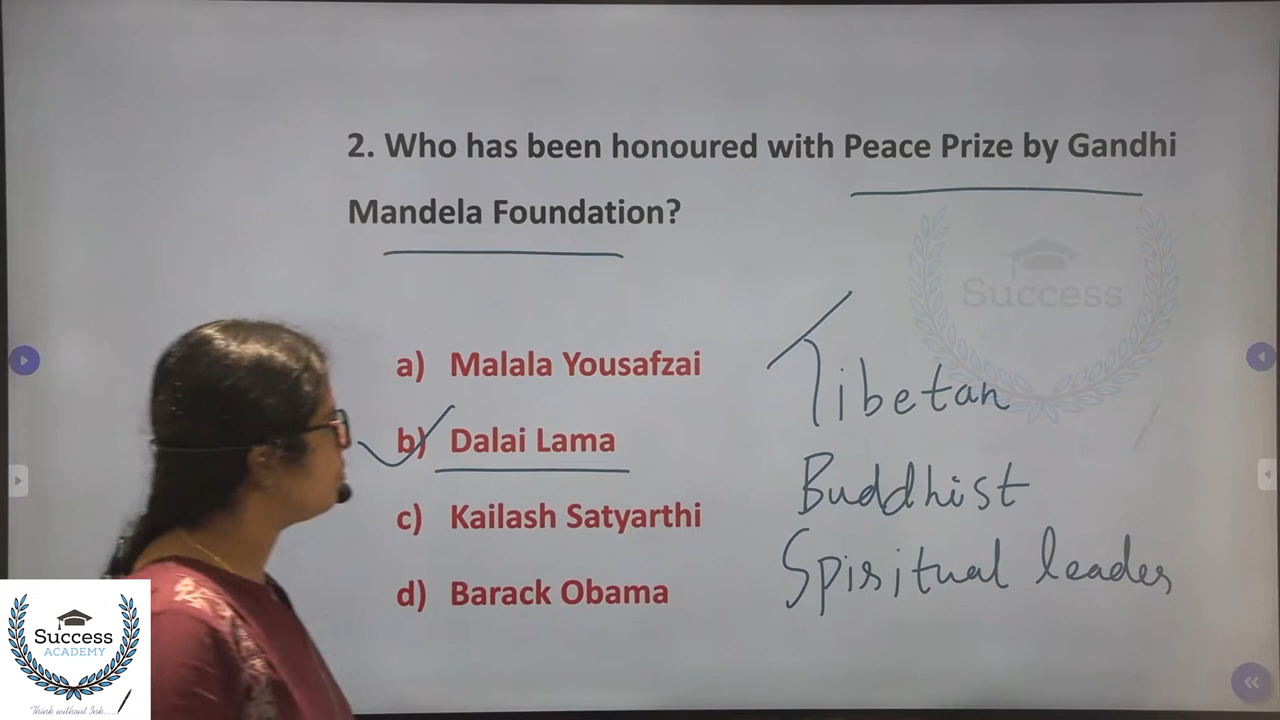 2. Who has been honoured with Peace Prize by Gandhi
Mandela Foundation?
Success
a) Malala Yousafzai
Tibetan
b) Dalai Lama
Buddhist
c) Kailash Satyarthi
Spiritual leader
d) Barack Obama
Success
ACADEMY
Think without Ink.....